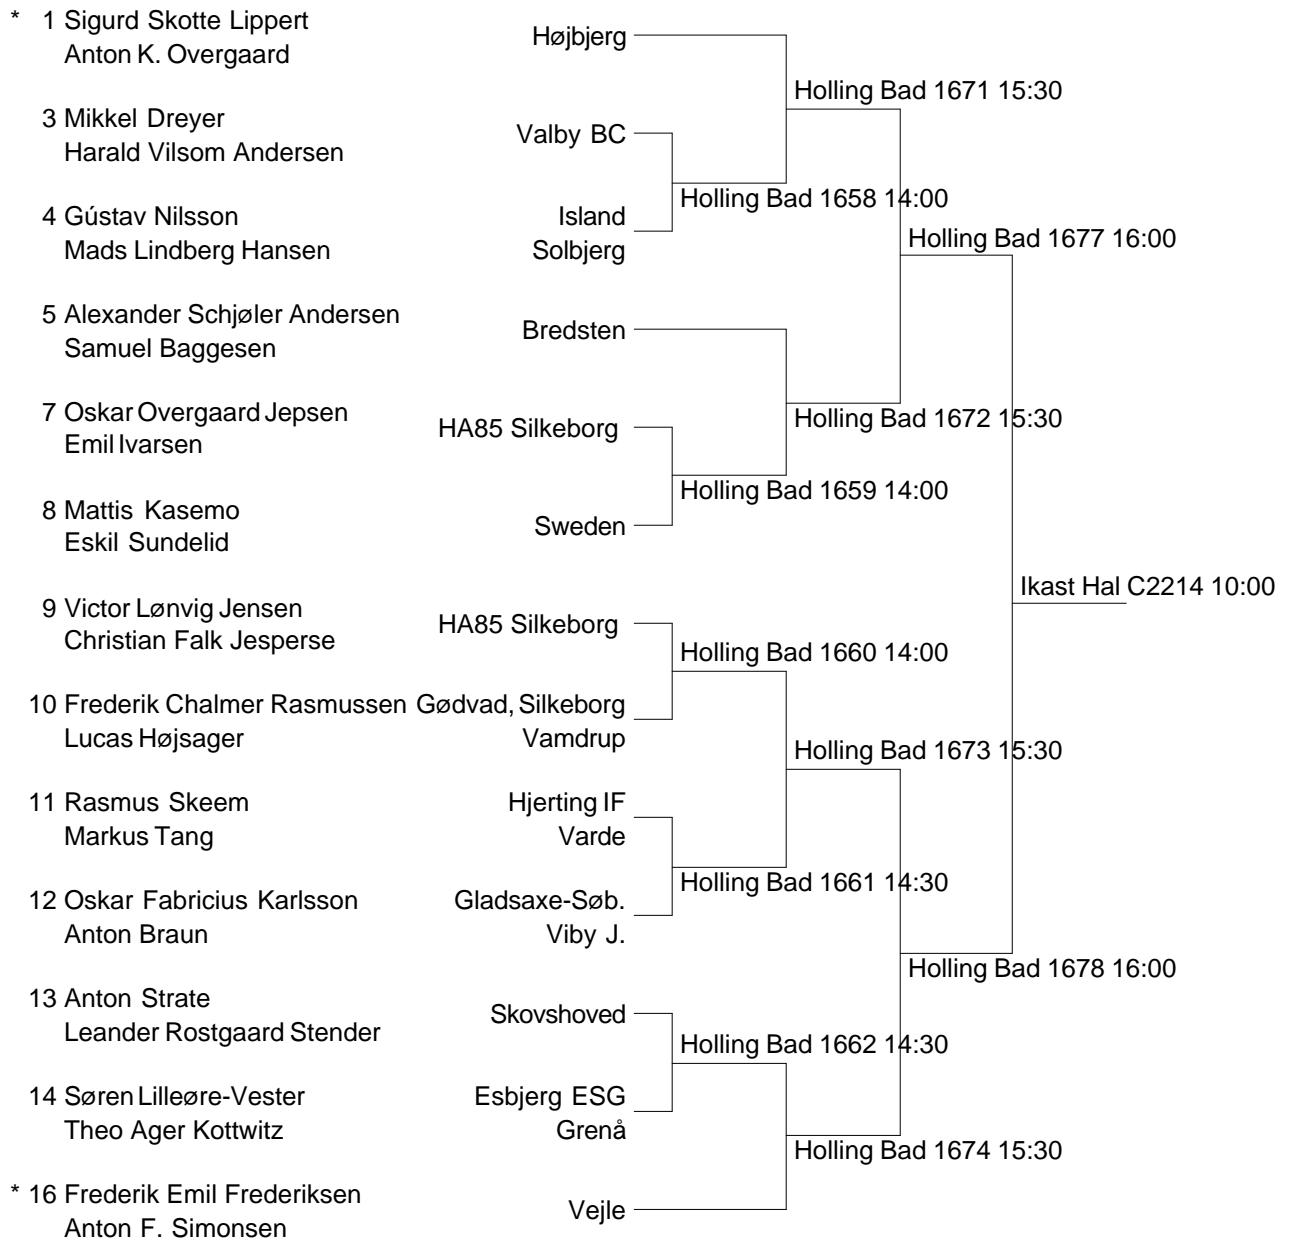 * 1 Sigurd Skotte Lippert
Anton K. Overgaard
Højbjerg
Holling Bad 1671 15:30
3 Mikkel Dreyer
Harald Vilsom Andersen
Valby BC
Holling Bad 1658 14:00
4 Gústav Nilsson
Island
Mads Lindberg Hansen
Solbjerg
Holling Bad 1677 16:00
5 Alexander Schjøler Andersen
Samuel Baggesen
Bredsten
7 Oskar Overgaard Jepsen
Emil Ivarsen
HA85 Silkeborg
Holling Bad 1672 15:30
Holling Bad 1659 14:00
8 Mattis Kasemo
Eskil Sundelid
Sweden
Ikast Hal C2214 10:00
9 Victor Lønvig Jensen
Christian Falk Jesperse
HA85 Silkeborg
Holling Bad 1660 14:00
10 Frederik Chalmer Rasmussen
Gødvad, Silkeborg
Lucas Højsager
Vamdrup
Holling Bad 1673 15:30
11 Rasmus Skeem
Hjerting IF
Markus Tang
Varde
Holling Bad 1661 14:30
12 Oskar Fabricius Karlsson
Gladsaxe-Søb.
Anton Braun
Viby J.
Holling Bad 1678 16:00
13 Anton Strate
Leander Rostgaard Stender
Skovshoved
Holling Bad 1662 14:30
14 Søren Lilleøre-Vester
Esbjerg ESG
Theo Ager Kottwitz
Grenå
Holling Bad 1674 15:30
* 16 Frederik Emil Frederiksen
Anton F. Simonsen
Vejle